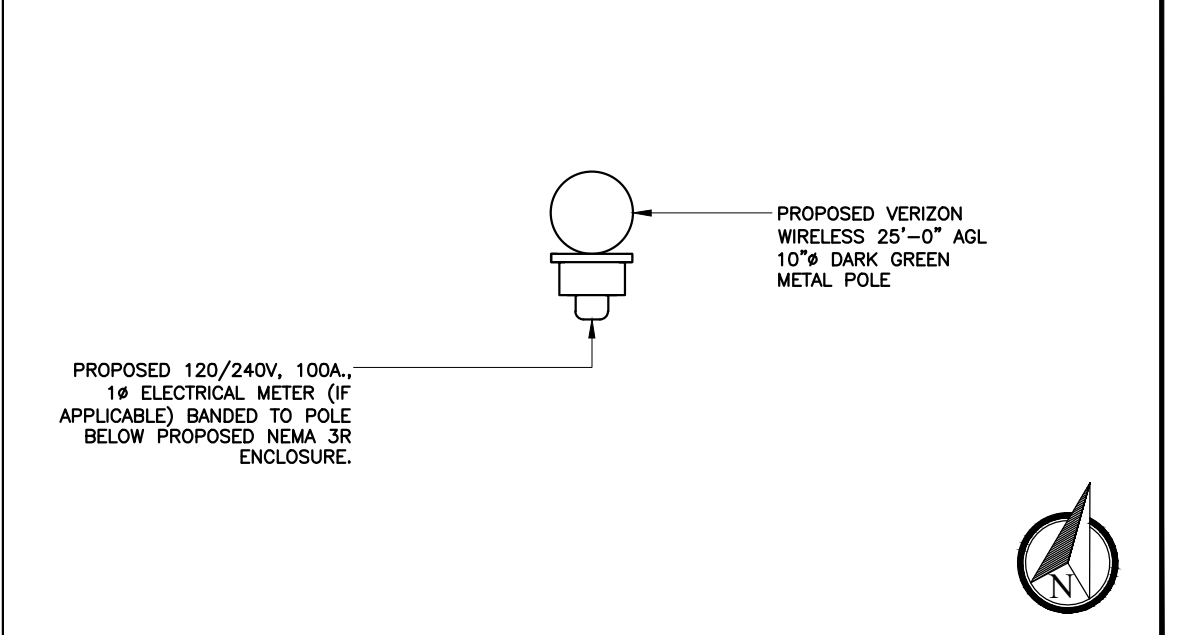 PROPOSED VERIZON
WIRELESS 25'-0" AGL
10"ø DARK GREEN
METAL POLE
PROPOSED 120/240V, 100A.,
1ø ELECTRICAL METER (IF
APPLICABLE) BANDED TO POLE
BELOW PROPOSED NEMA 3R
ENCLOSURE.
N